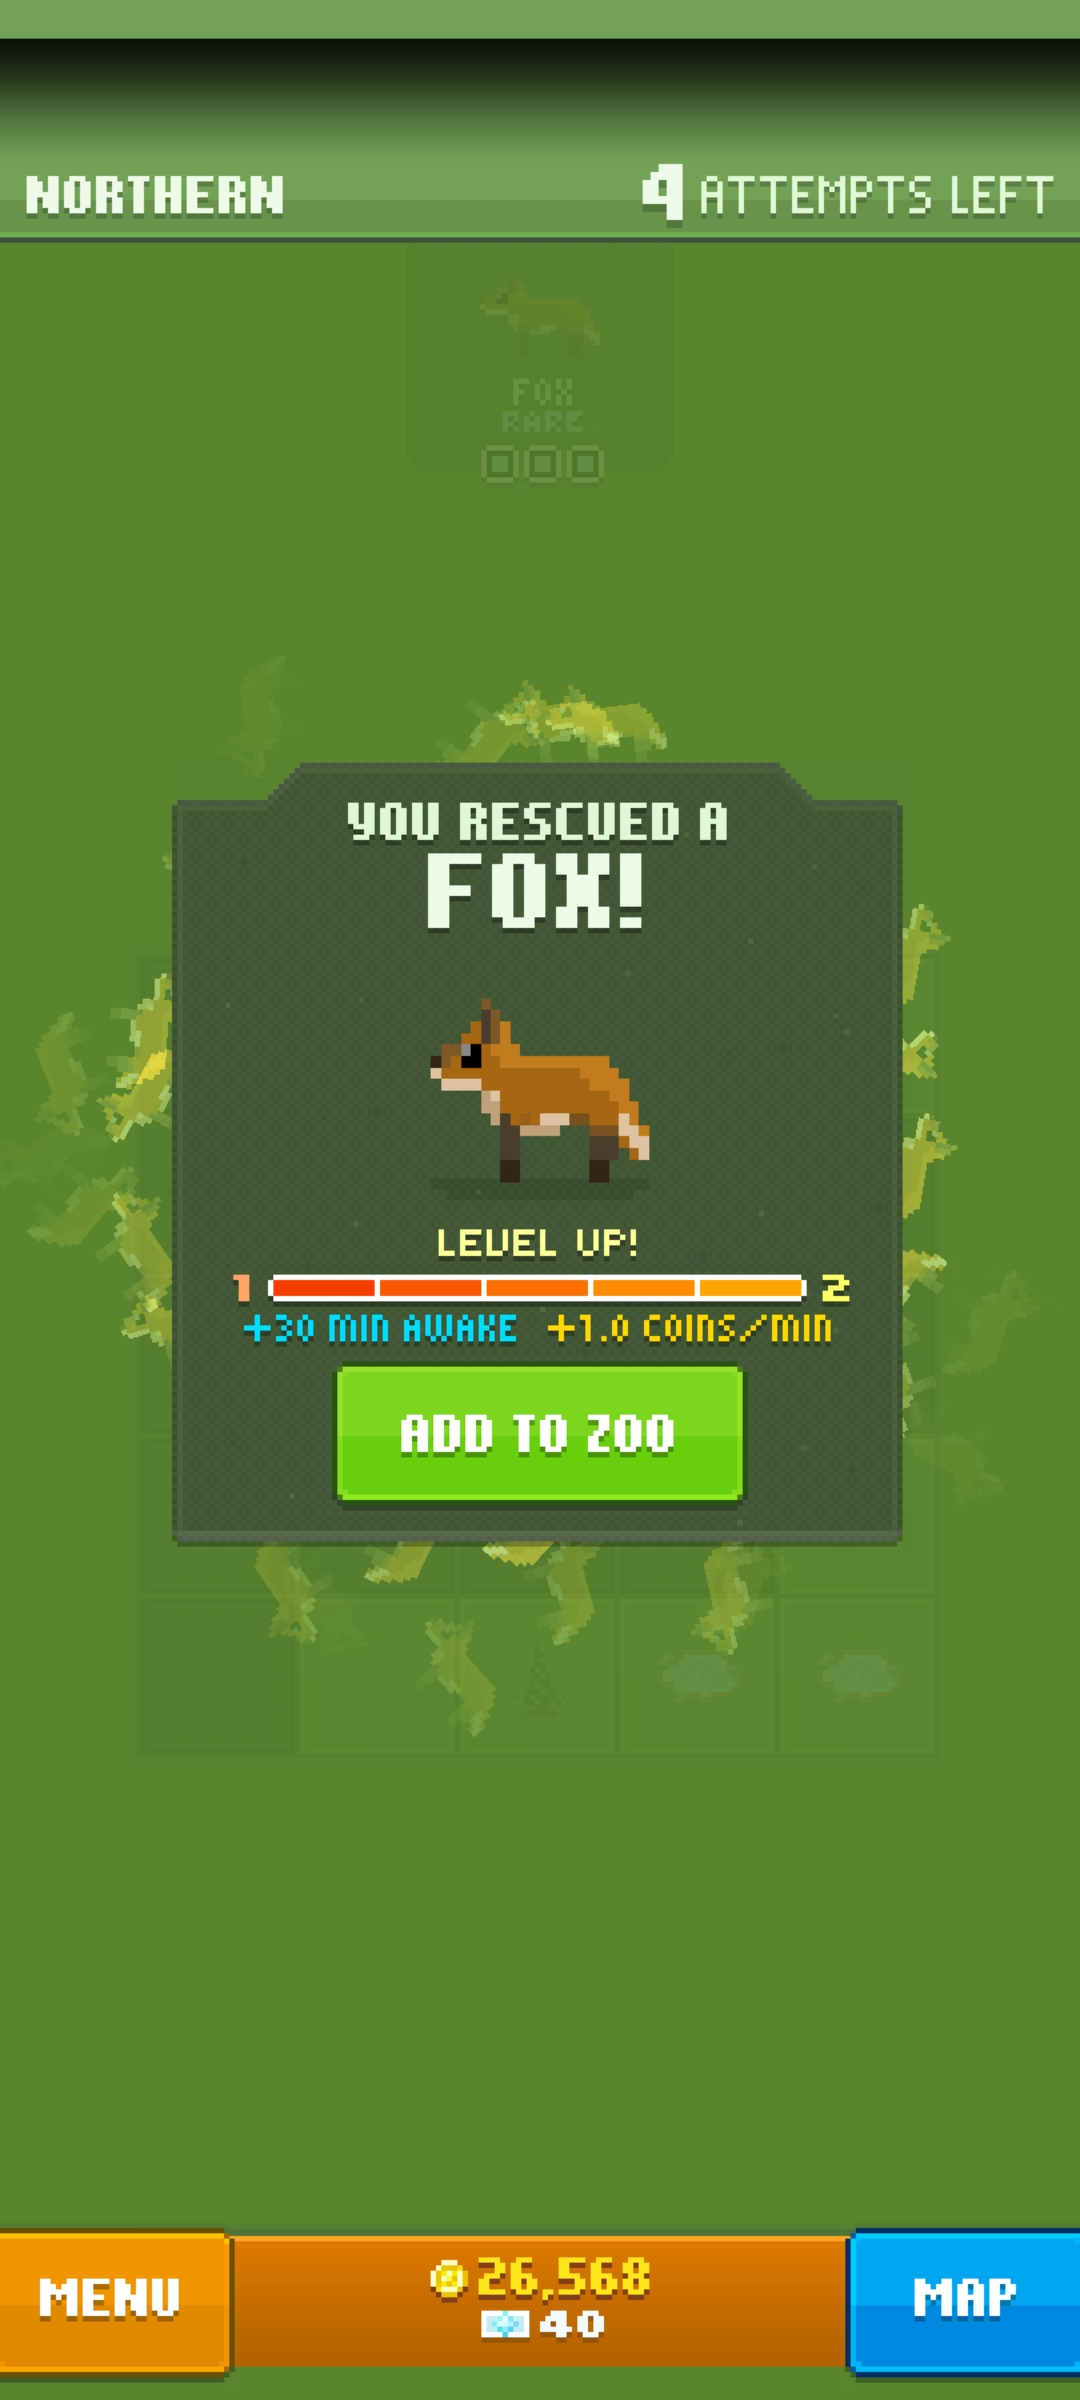 NORTHERN
4 ATTEMPTS LEFT
FOX
RARE
YOU RESCUED A
FOX!
LEVEL UP!
1 2
+30 MIN AWAKE +1.0 COINS/MIN
ADD TO ZOO
MENU
26,568
40
MAP